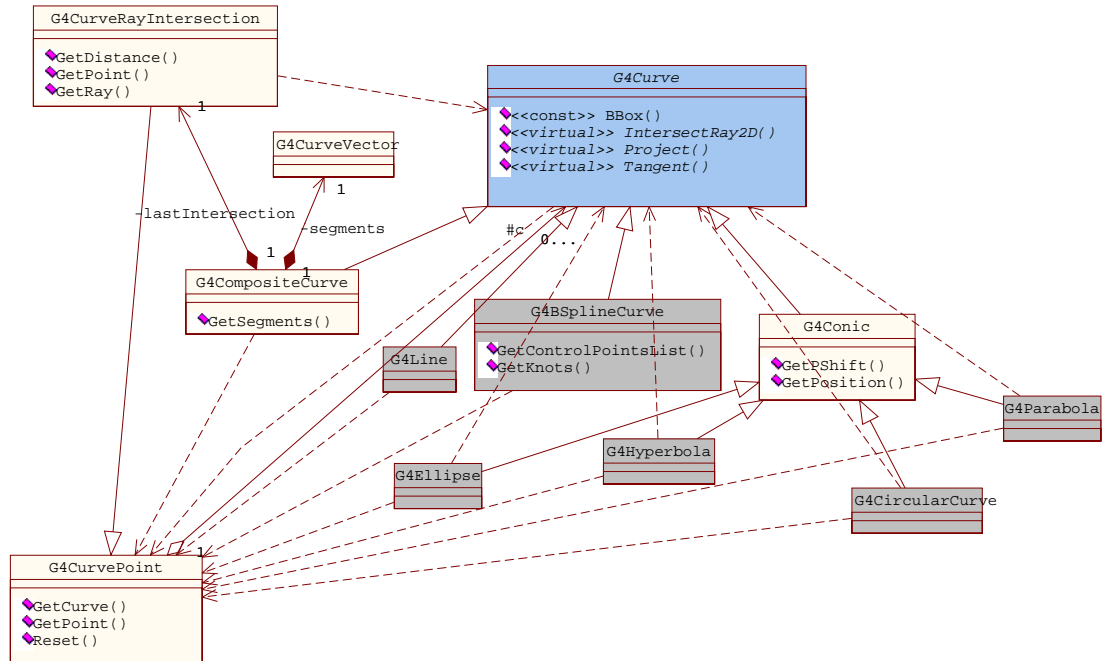 G4CurveRayIntersection
GetDistance()
GetPoint()
GetRay()
1
G4Curve
<<const>> BBox()
<<virtual>> IntersectRay2D()
<<virtual>> Project()
<<virtual>> Tangent()
G4CurveVector
1
-lastIntersection
-segments
#c
0...
1
1
G4CompositeCurve
GetSegments()
G4BSplineCurve
GetControlPointsList()
GetKnots()
G4Conic
GetPShift()
GetPosition()
G4Line
G4Parabola
G4Hyperbola
G4Ellipse
G4CircularCurve
1
G4CurvePoint
GetCurve()
GetPoint()
Reset()